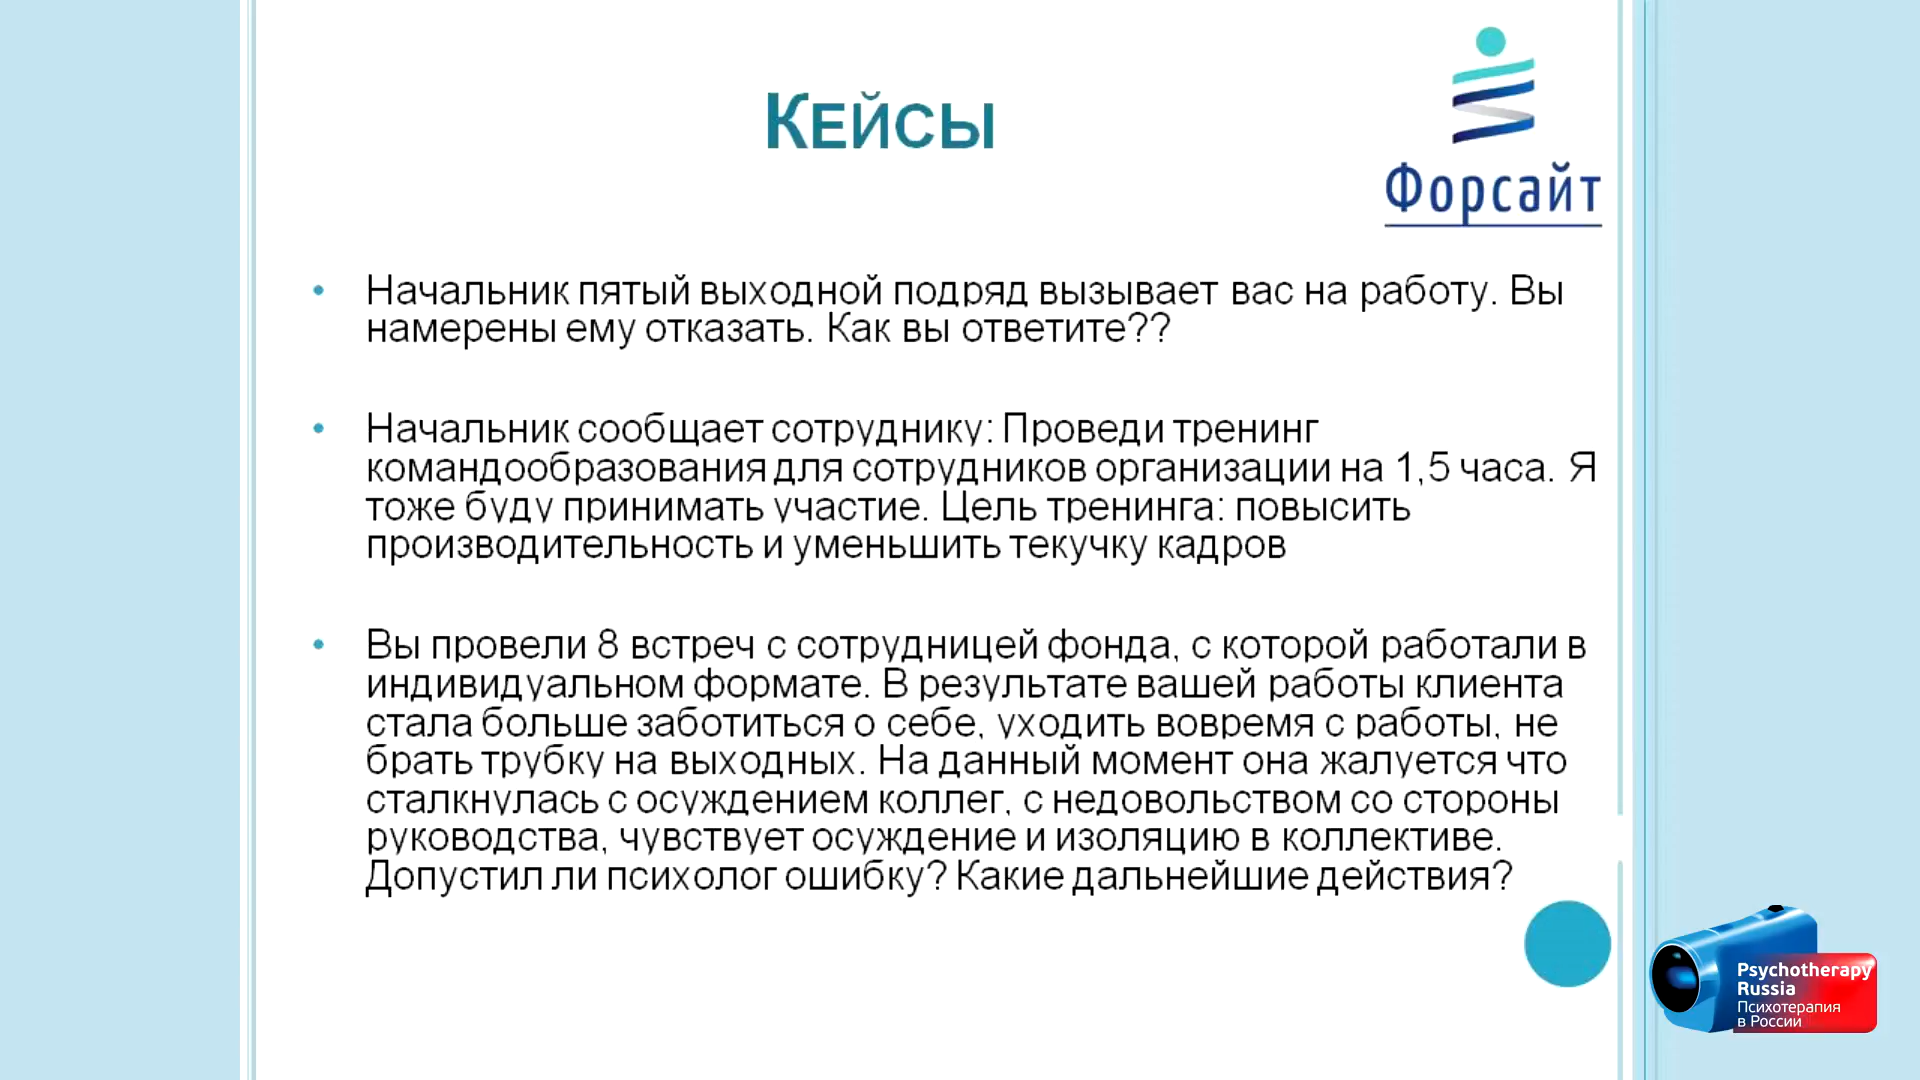 Кейсы
Форсайт
• Начальник пятый выходной подряд вызывает вас на работу. Вы
намерены ему отказать. Как вы ответите??
• Начальник сообщает сотруднику: Проведи тренинг
командообразования для сотрудников организации на 1,5 часа. Я
тоже буду принимать участие. Цель тренинга: повысить
производительность и уменьшить текучку кадров
• Вы провели 8 встреч с сотрудницей фонда, с которой работали в
индивидуальном формате. В результате вашей работы клиента
стала больше заботиться о себе, уходить вовремя с работы, не
брать трубку на выходных. На данный момент она жалуется что
сталкнулась с осуждением коллег, с недовольством со стороны
руководства, чувствует осуждение и изоляцию в коллективе.
Допустил ли психолог ошибку? Какие дальнейшие действия?
Psychotherapy
Russia
Психотерапия
в России